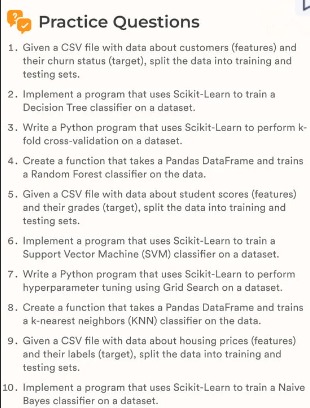 Practice Questions
1. Given a CSV file with data about customers (features) and
their churn status (target), split the data into training and
testing sets.
2. Implement a program that uses Scikit-Learn to train a
Decision Tree classifier on a dataset.
3. Write a Python program that uses Scikit-Learn to perform k-
fold cross-validation on a dataset.
4. Create a function that takes a Pandas DataFrame and trains
a Random Forest classifier on the data.
5. Given a CSV file with data about student scores (features)
and their grades (target), split the data into training and
testing sets.
6. Implement a program that uses Scikit-Learn to train a
Support Vector Machine (SVM) classifier on a dataset.
7. Write a Python program that uses Scikit-Learn to perform
hyperparameter tuning using Grid Search on a dataset.
8. Create a function that takes a Pandas DataFrame and trains
a k-nearest neighbors (KNN) classifier on the data.
9. Given a CSV file with data about housing prices (features)
and their labels (target), split the data into training and
testing sets.
10. Implement a program that uses Scikit-Learn to train a Naive
Bayes classifier on a dataset.